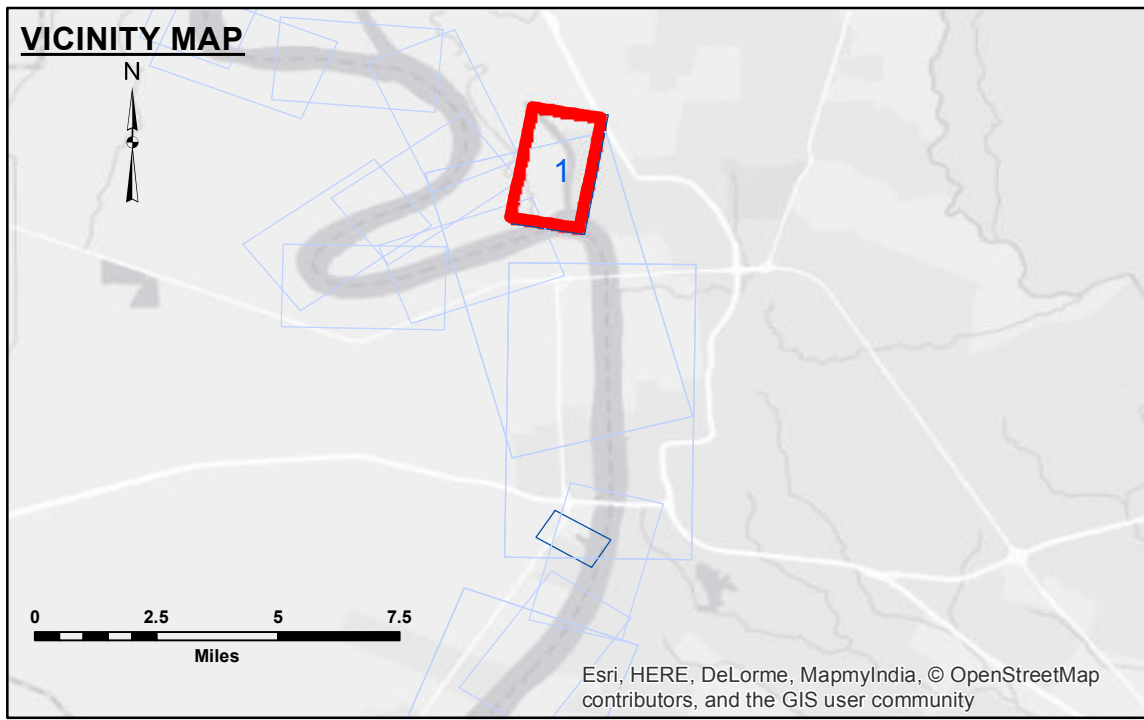 VICINITY MAP
N
1
0 2.5 5 7.5
Miles
Esri, HERE, DeLorme, MapmyIndia, © OpenStreetMap
contributors, and the GIS user community